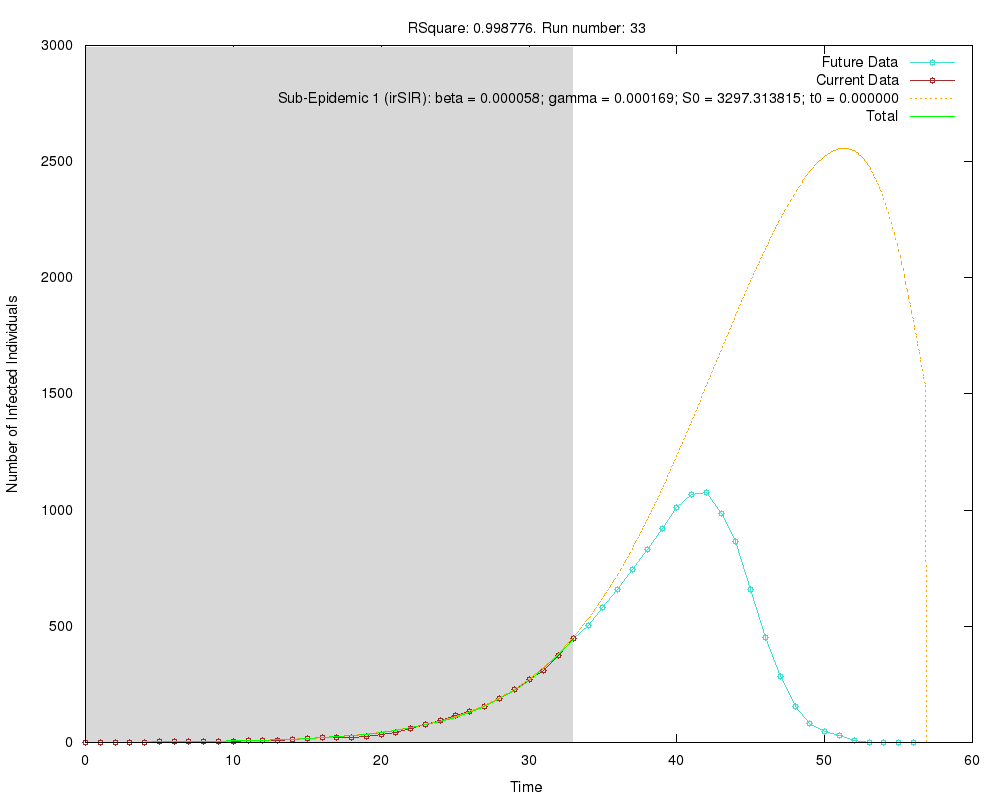 RSquare: 0.998776. Run number: 33
Future Data
Current Data
Sub-Epidemic 1 (irSIR): beta = 0.000058; gamma = 0.000169; S0 = 3297.313815; t0 = 0.000000
Total
Number of Infected Individuals
3000
2500
2000
1500
1000
500
0
0 10 20 30 40 50 60
Time